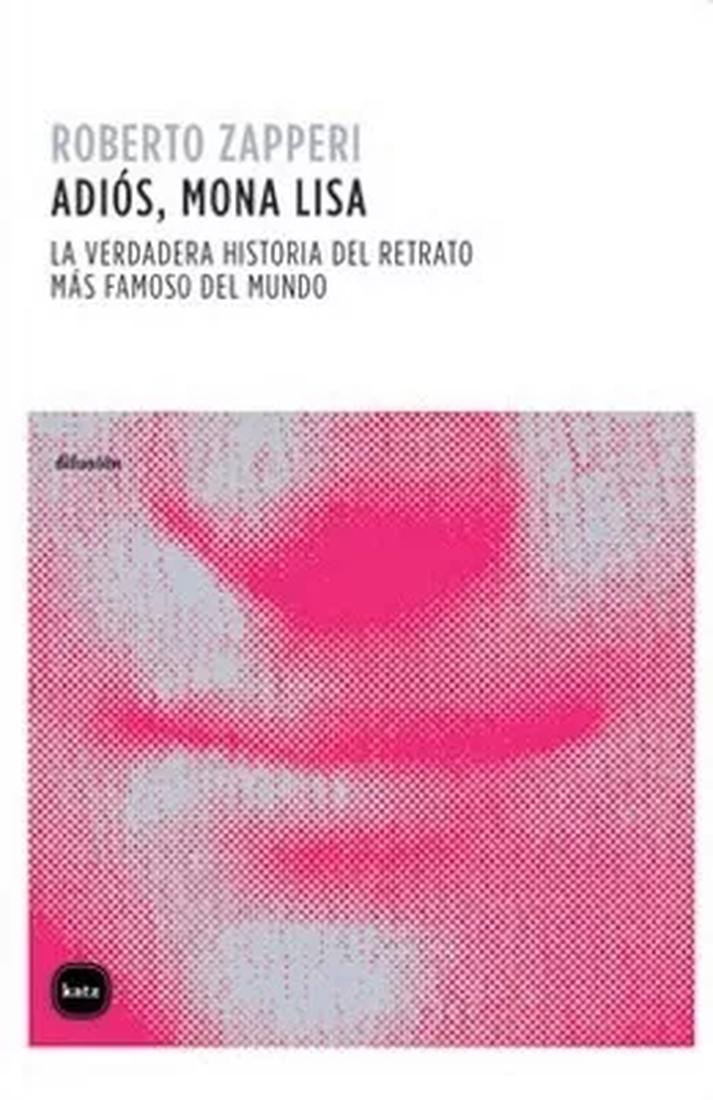 ROBERTO ZAPPERI
ADIÓS, MONA LISA
LA VERDADERA HISTORIA DEL RETRATO
MÁS FAMOSO DEL MUNDO
difusión
katz